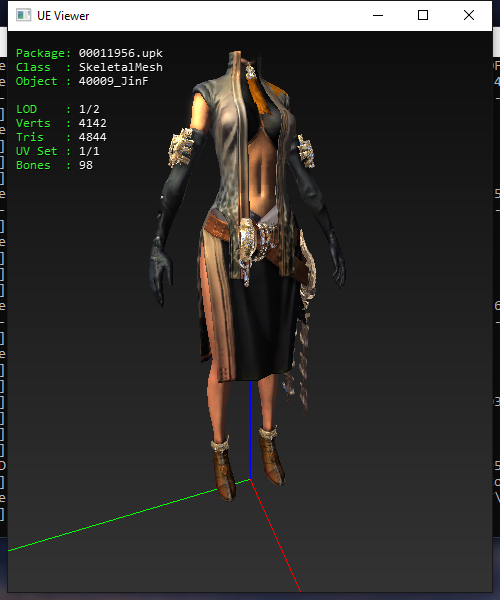 UE Viewer
Package: 00011956.upk
Class : SkeletalMesh
Object : 40009_JinF
LOD : 1/2
Verts : 4142
Tris : 4844
UV Set : 1/1
Bones : 98